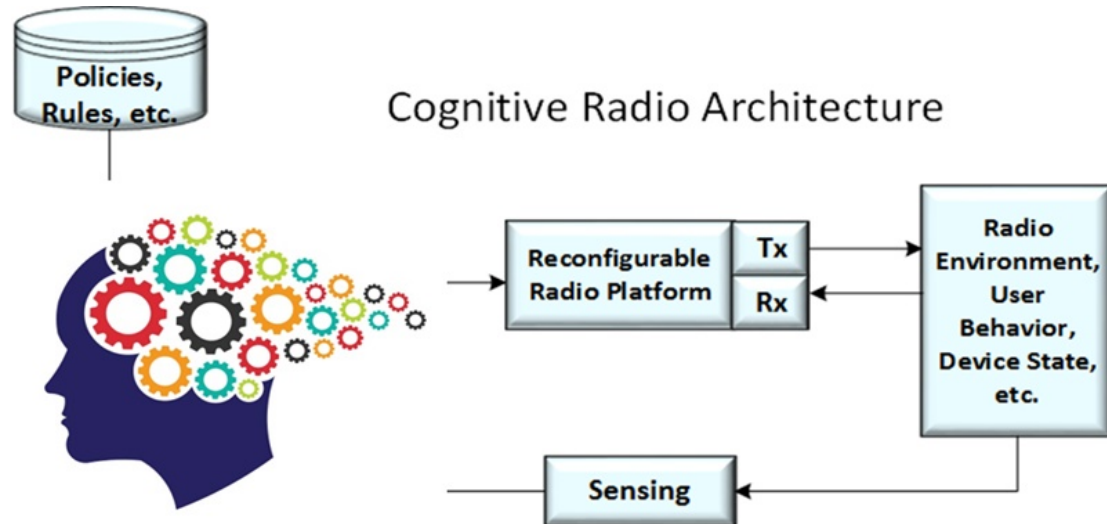 Policies,
Rules, etc.
Cognitive Radio Architecture
Reconfigurable
Radio Platform
Tx
Rx
Radio
Environment,
User
Behavior,
Device State,
etc.
Sensing